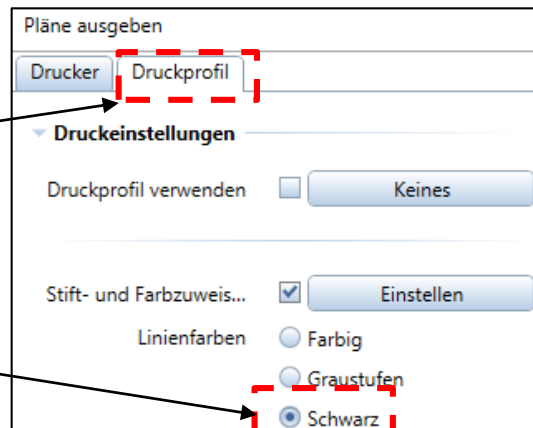 Pläne ausgeben
Drucker Druckprofil
Druckeinstellungen
Druckprofil verwenden Keines
Stift- und Farbzuweis... Einstellen
Linienfarben Farbig
Graustufen
Schwarz